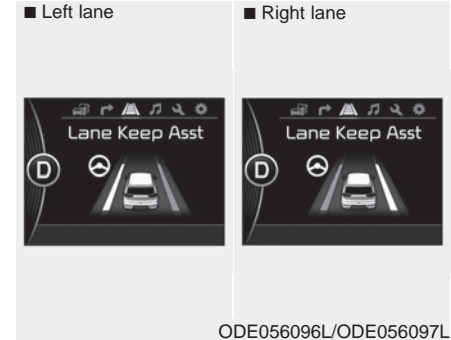 ■ Left lane
■ Right lane
Lane Keep Asst
D
Lane Keep Asst
D
ODE056096L/ODE056097L